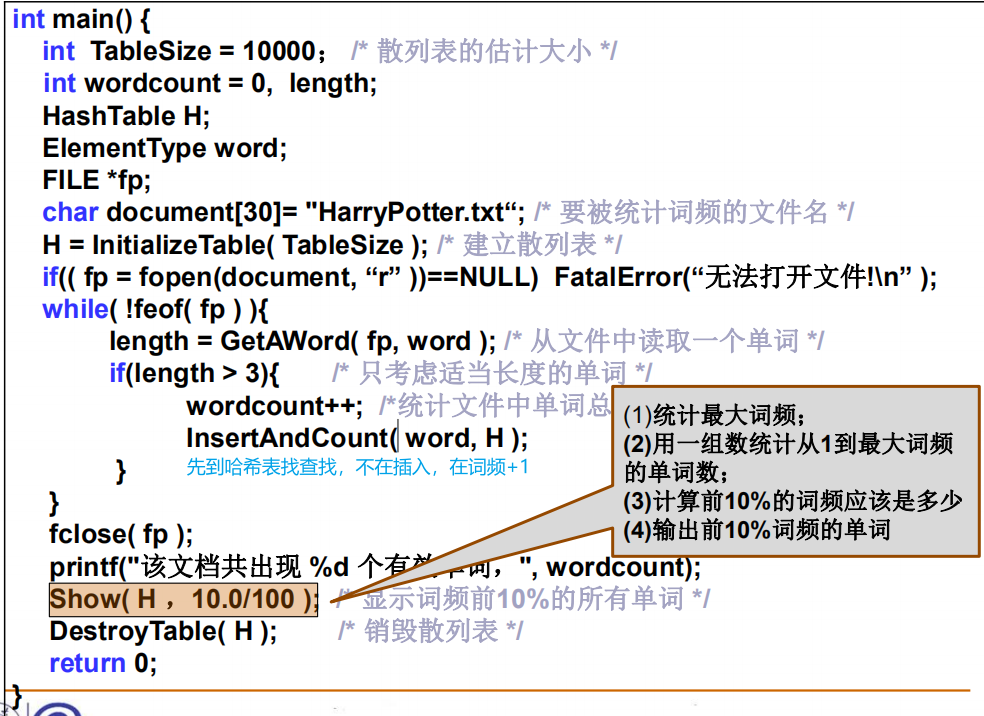 int main() {
int TableSize = 10000； /* 散列表的估计大小 */
int wordcount = 0, length;
HashTable H;
ElementType word;
FILE *fp;
char document[30]= "HarryPotter.txt“; /* 要被统计词频的文件名 */
H = InitializeTable( TableSize ); /* 建立散列表 */
if(( fp = fopen(document, “r” ))==NULL) FatalError(“无法打开文件!\n” );
while( !feof( fp ) ){
length = GetAWord( fp, word ); /* 从文件中读取一个单词 */
if(length > 3){ /* 只考虑适当长度的单词 */
wordcount++; /*统计文件中单词总
InsertAndCount( word, H );
} 先到哈希表找查找，不在插入，在词频+1
}
fclose( fp );
printf("该文档共出现 %d 个有效单词，", wordcount);
Show( H ，10.0/100 ); /* 显示词频前10%的所有单词 */
DestroyTable( H ); /* 销毁散列表 */
return 0;
}
(1)统计最大词频；
(2)用一组数统计从1到最大词频
的单词数；
(3)计算前10%的词频应该是多少
(4)输出前10%词频的单词